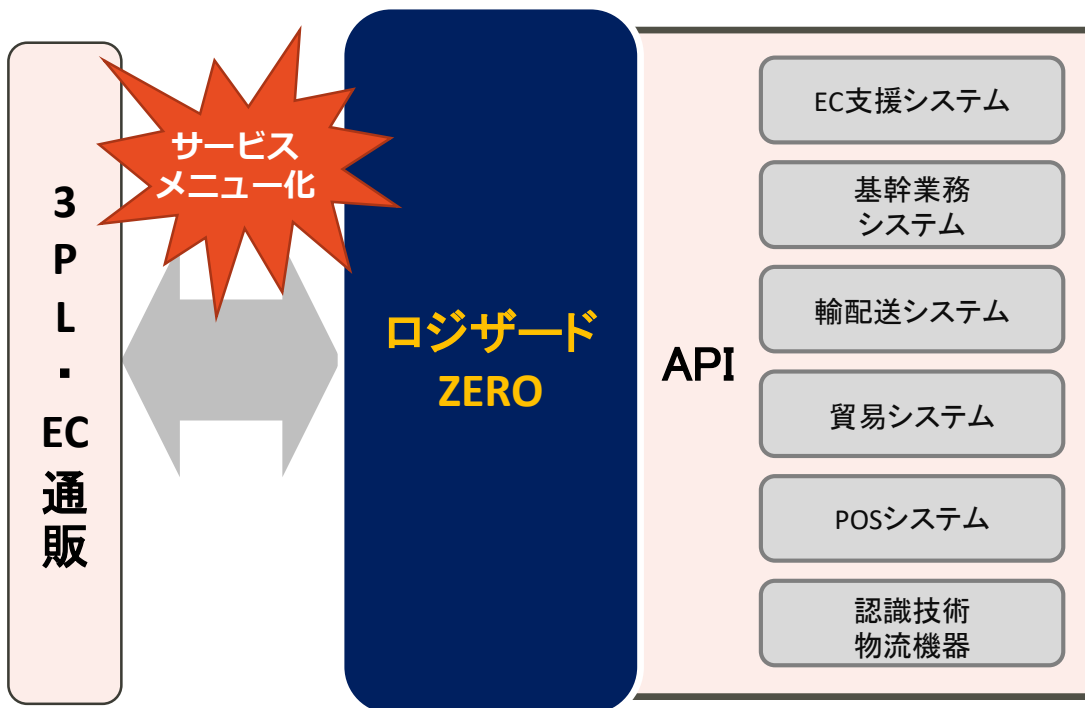 3
P
L
・
EC
通
販
サービス
メニュー化
ロジザード
ZERO
API
EC支援システム
基幹業務
システム
輸配送システム
貿易システム
POSシステム
認識技術
物流機器